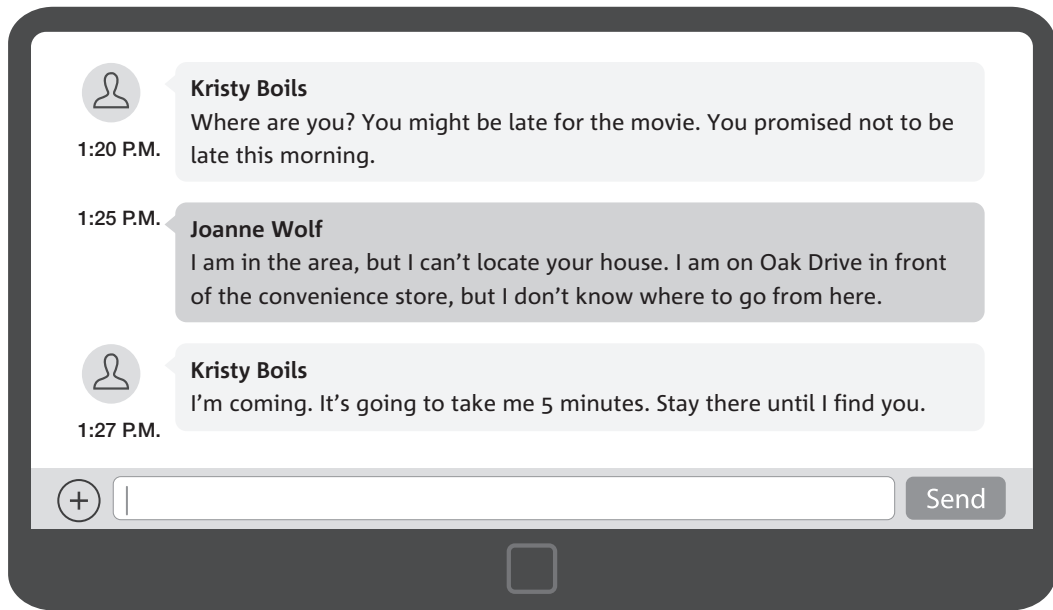 Kristy Boils
Where are you? You might be late for the movie. You promised not to be
1:20 P.M.
late this morning.
1:25 P.M.
Joanne Wolf
I am in the area, but I can't locate your house. I am on Oak Drive in front
of the convenience store, but I don't know where to go from here.
Kristy Boils
I'm coming. It's going to take me 5 minutes. Stay there until I find you.
1:27 P.M.
Send